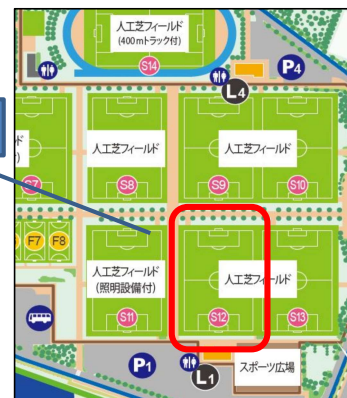 人工芝フィールド
(400mトラック付)
S14
P4
L4
人工芝フィールド
人工芝フィールド
S7
S8
S9
S10
F7
F8
人工芝フィールド
(照明設備付)
人工芝フィールド
S11
S12
S13
P1
L1
スポーツ広場